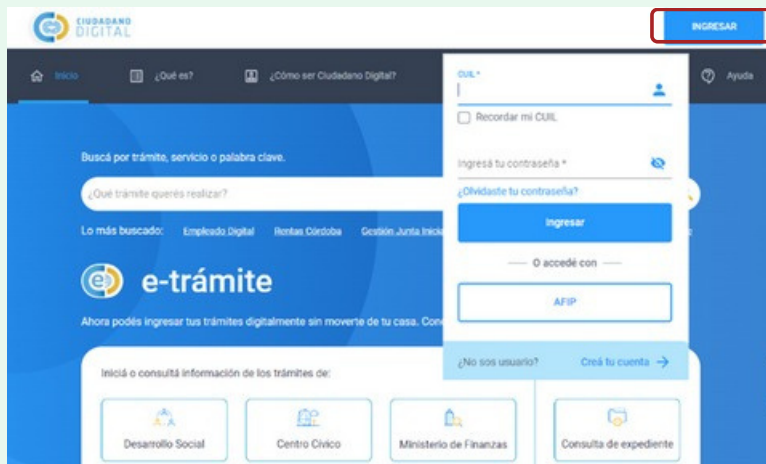 CIUDADANO
DIGITAL
INGRESAR
Inicio
¿Qué es?
¿Cómo ser Ciudadano Digital?
Ayuda
CUIL *
Recordar mi CUIL
Ingresá tu contraseña *
¿Olvidaste tu contraseña?
Ingresar
O accedé con
AFIP
¿No sos usuario?
Creá tu cuenta
Buscá por trámite, servicio o palabra clave.
¿Qué trámite querés realizar?
Lo más buscado: Empleado Digital Rentas Córdoba Gestión Junta Inicia
e-trámite
Ahora podés ingresar tus trámites digitalmente sin moverte de tu casa.
Iniciá o consultá información de los trámites de:
Desarrollo Social
Centro Cívico
Ministerio de Finanzas
Consulta de expediente